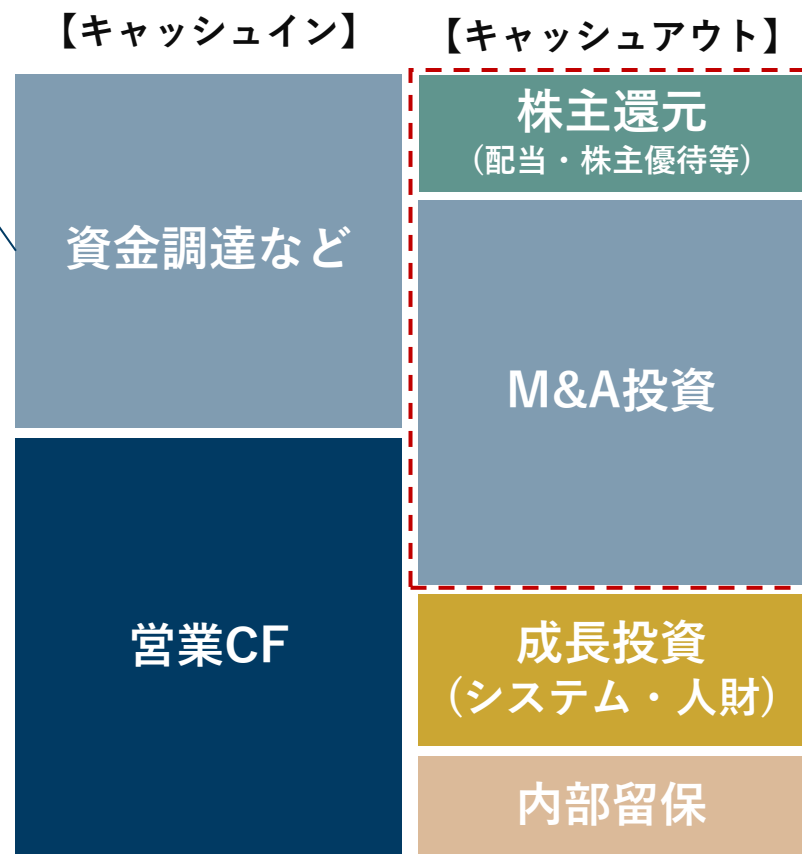 【キャッシュイン】
資金調達など
営業CF
【キャッシュアウト】
株主還元
(配当・株主優待等)
M&A投資
成長投資
(システム・人財)
内部留保